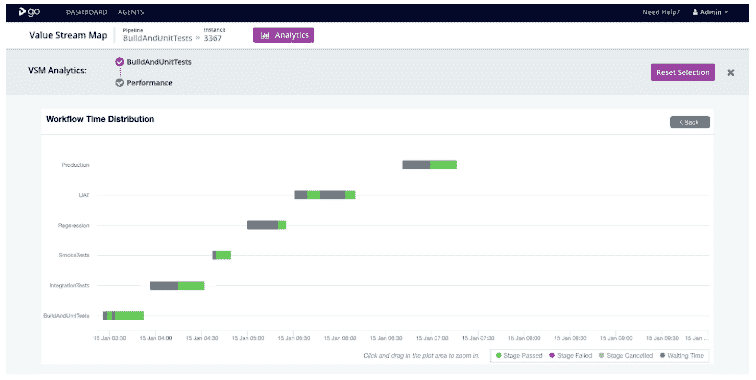 go DASHBOARD AGENTS Need Help? Admin
Value Stream Map Pipeline BuildAndUnitTests » Instance 3367 Analytics
VSM Analytics: BuildAndUnitTests Reset Selection
Performance
Workflow Time Distribution Back
Production
UAT
Regression
SmokeTests
IntegrationTests
BuildAndUnitTests
15 Jan 03:30 15 Jan 04:00 15 Jan 04:30 15 Jan 05:00 15 Jan 05:30 15 Jan 06:00 15 Jan 06:30 15 Jan 07:00 15 Jan 07:30 15 Jan 08:00 15 Jan 08:30 15 Jan 09:00 15 Jan 09:30 15 Jan ...
Click and drag in the plot area to zoom in. Stage Passed Stage Failed Stage Cancelled Waiting Time